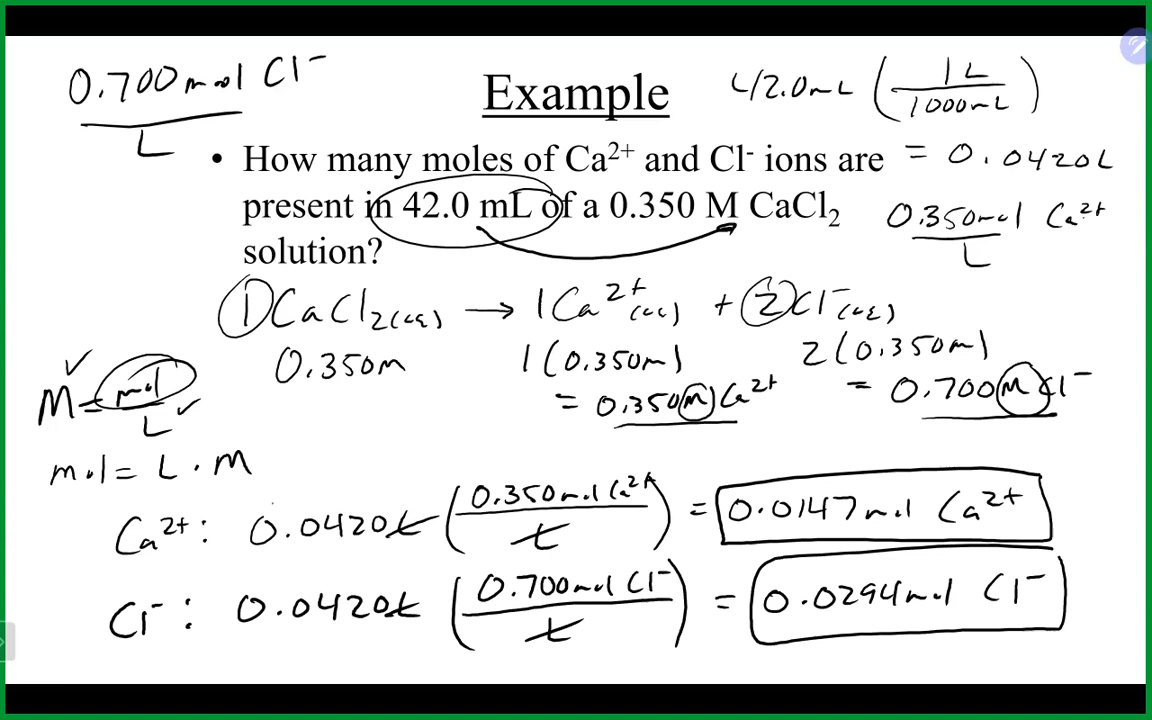 0.700 mol Cl⁻
L
Example
42.0 mL (1 L / 1000 mL)
= 0.0420 L
• How many moles of Ca²⁺ and Cl⁻ ions are
present in 42.0 mL of a 0.350 M CaCl₂
solution?
0.350 mol Ca²⁺
L
1 CaCl₂(aq) → 1 Ca²⁺(aq) + 2 Cl⁻(aq)
0.350 M 1(0.350 M) 2(0.350 M)
= 0.350 M Ca²⁺ = 0.700 M Cl⁻
M = mol / L
mol = L · M
Ca²⁺: 0.0420 L (0.350 mol Ca²⁺ / L) = 0.0147 mol Ca²⁺
Cl⁻: 0.0420 L (0.700 mol Cl⁻ / L) = 0.0294 mol Cl⁻